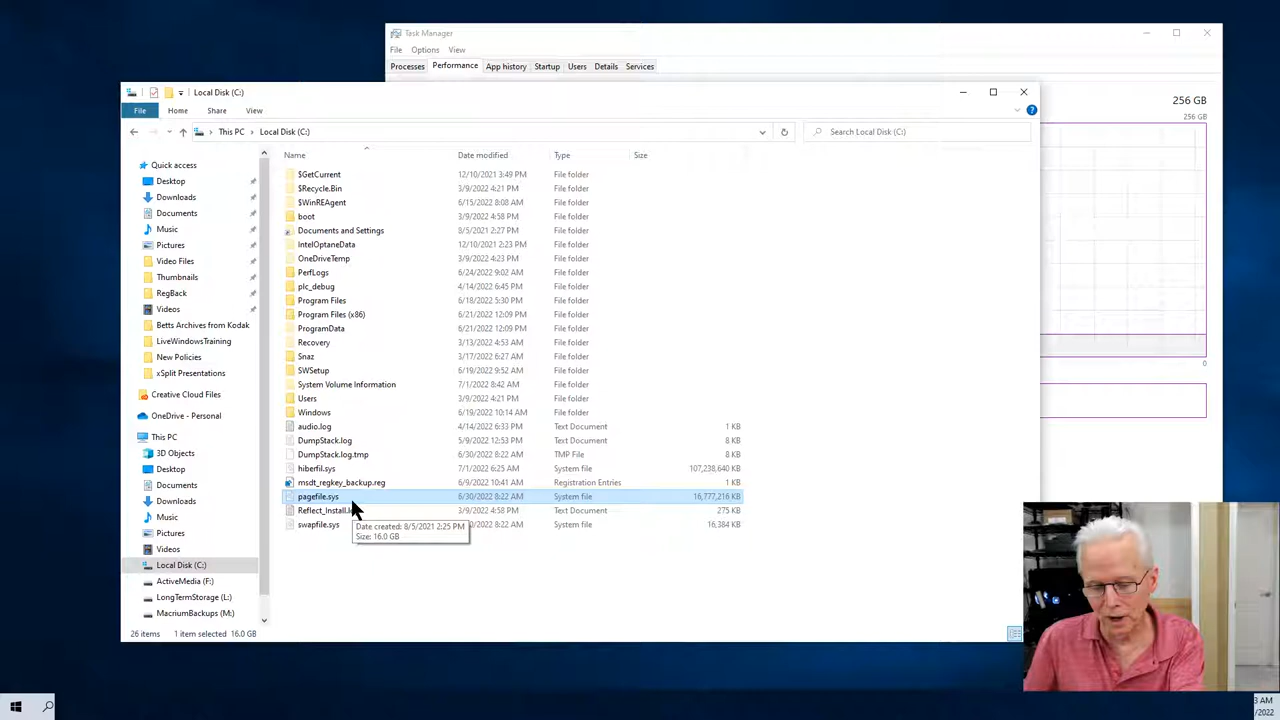 Task Manager
File Options View
Processes Performance App history Startup Users Details Services
256 GB
256 GB
0
Local Disk (C:)
File Home Share View
This PC Local Disk (C:)
Search Local Disk (C:)
Quick access
Desktop
Downloads
Documents
Music
Pictures
Video Files
Thumbnails
RegBack
Videos
Betts Archives from Kodak
LiveWindowsTraining
New Policies
xSplit Presentations
Creative Cloud Files
OneDrive - Personal
This PC
3D Objects
Desktop
Documents
Downloads
Music
Pictures
Videos
Local Disk (C:)
ActiveMedia (F:)
LongTermStorage (L:)
MacriumBackups (M:)
Name Date modified Type Size
$GetCurrent 12/10/2021 3:49 PM File folder
$Recycle.Bin 3/9/2022 4:21 PM File folder
$WinREAgent 6/15/2022 8:08 AM File folder
boot 3/9/2022 4:58 PM File folder
Documents and Settings 8/5/2021 2:27 PM File folder
IntelOptaneData 12/10/2021 2:23 PM File folder
OneDriveTemp 3/9/2022 4:23 PM File folder
PerfLogs 6/24/2022 9:02 AM File folder
plc_debug 4/14/2022 6:45 PM File folder
Program Files 6/18/2022 5:30 PM File folder
Program Files (x86) 6/21/2022 12:09 PM File folder
ProgramData 6/21/2022 12:09 PM File folder
Recovery 3/13/2022 4:53 AM File folder
Snaz 3/17/2022 6:27 AM File folder
SWSetup 6/19/2022 9:52 AM File folder
System Volume Information 7/1/2022 8:42 AM File folder
Users 3/9/2022 4:21 PM File folder
Windows 6/19/2022 10:14 AM File folder
audio.log 4/14/2022 6:33 PM Text Document 1 KB
DumpStack.log 5/9/2022 12:53 PM Text Document 8 KB
DumpStack.log.tmp 6/30/2022 8:22 AM TMP File 8 KB
hiberfil.sys 7/1/2022 6:25 AM System file 107,238,640 KB
msdt_regkey_backup.reg 6/9/2022 10:41 AM Registration Entries 1 KB
pagefile.sys 6/30/2022 8:22 AM System file 16,777,216 KB
Reflect_Install.l 3/9/2022 4:58 PM Text Document 275 KB
swapfile.sys 8:22 AM System file 16,384 KB
Date created: 8/5/2021 2:25 PM
Size: 16.0 GB
26 items 1 item selected 16.0 GB
3 AM
/2022